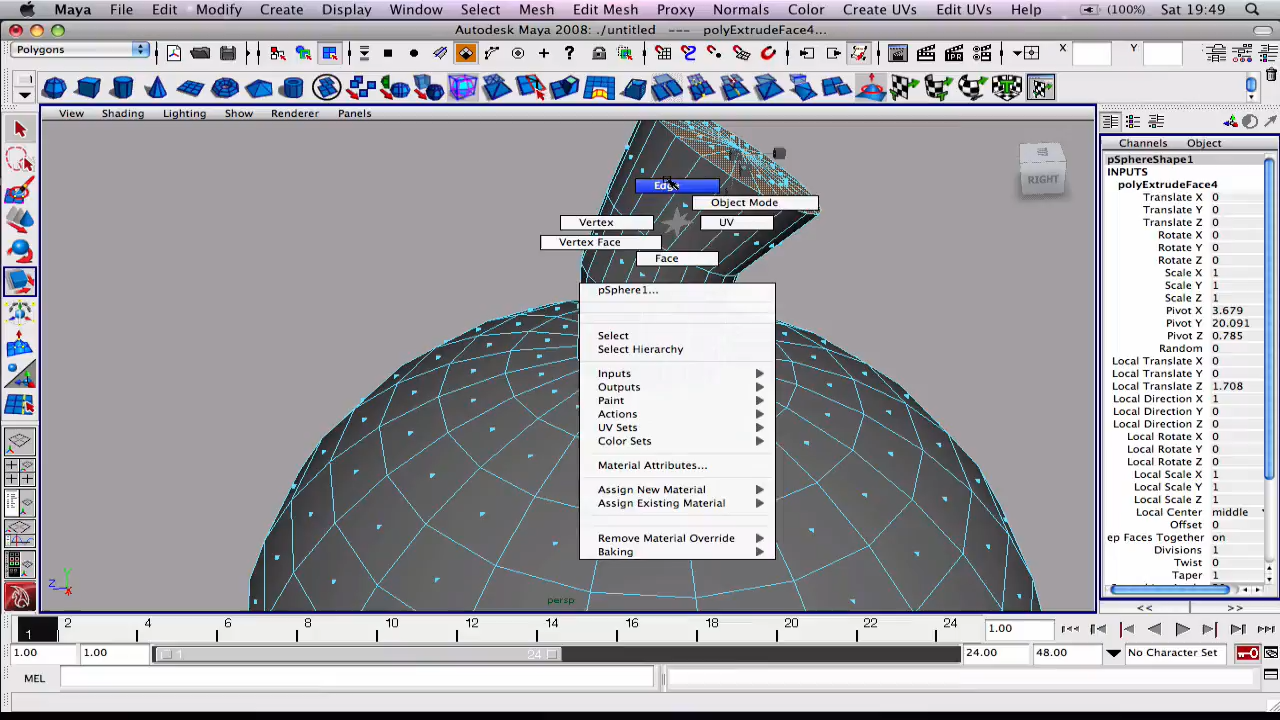 Maya File Edit Modify Create Display Window Select Mesh Edit Mesh Proxy Normals Color Create UVs Edit UVs Help (100%) Sat 19:49
Autodesk Maya 2008: ./untitled --- polyExtrudeFace4...
Polygons X Y Z
View Shading Lighting Show Renderer Panels
Channels Object
pSphereShape1
INPUTS
polyExtrudeFace4
Translate X 0
Translate Y 0
Translate Z 0
Rotate X 0
Rotate Y 0
Rotate Z 0
Scale X 1
Scale Y 1
Scale Z 1
Pivot X 3.679
Pivot Y 20.091
Pivot Z 0.785
Random 0
Local Translate X 0
Local Translate Y 0
Local Translate Z 1.708
Local Direction X 1
Local Direction Y 0
Local Direction Z 0
Local Rotate X 0
Local Rotate Y 0
Local Rotate Z 0
Local Scale X 1
Local Scale Y 1
Local Scale Z 1
Local Center middle
Offset 0
ep Faces Together on
Divisions 1
Twist 0
Taper 1
<< >>
RIGHT
Edge
Object Mode
Vertex UV
Vertex Face
Face
pSphere1...
Select
Select Hierarchy
Inputs
Outputs
Paint
Actions
UV Sets
Color Sets
Material Attributes...
Assign New Material
Assign Existing Material
Remove Material Override
Baking
Z Y X
persp
1 2 4 6 8 10 12 14 16 18 20 22 24 1.00
1.00 1.00 1 24 24.00 48.00 No Character Set
MEL